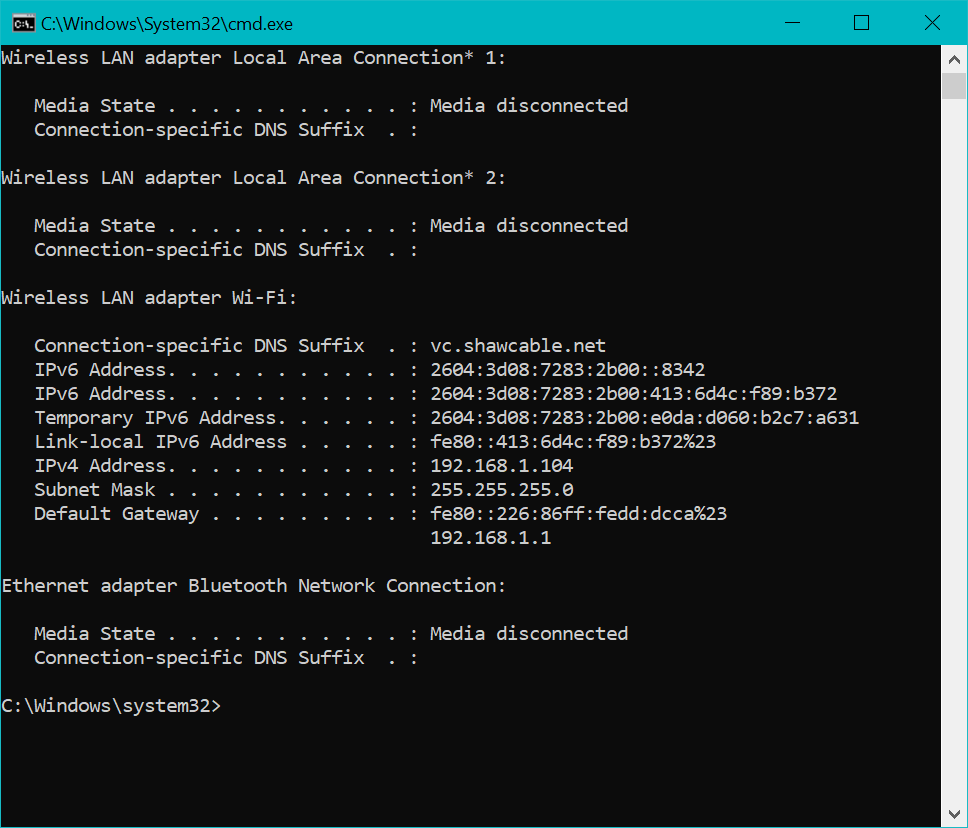 C:\Windows\System32\cmd.exe
Wireless LAN adapter Local Area Connection* 1:
Media State . . . . . . . . . . . : Media disconnected
Connection-specific DNS Suffix  . :
Wireless LAN adapter Local Area Connection* 2:
Media State . . . . . . . . . . . : Media disconnected
Connection-specific DNS Suffix  . :
Wireless LAN adapter Wi-Fi:
Connection-specific DNS Suffix  . : vc.shawcable.net
IPv6 Address. . . . . . . . . . . : 2604:3d08:7283:2b00::8342
IPv6 Address. . . . . . . . . . . : 2604:3d08:7283:2b00:413:6d4c:f89:b372
Temporary IPv6 Address. . . . . . : 2604:3d08:7283:2b00:e0da:d060:b2c7:a631
Link-local IPv6 Address . . . . . : fe80::413:6d4c:f89:b372%23
IPv4 Address. . . . . . . . . . . : 192.168.1.104
Subnet Mask . . . . . . . . . . . : 255.255.255.0
Default Gateway . . . . . . . . . : fe80::226:86ff:fedd:dcca%23
192.168.1.1
Ethernet adapter Bluetooth Network Connection:
Media State . . . . . . . . . . . : Media disconnected
Connection-specific DNS Suffix  . :
C:\Windows\system32>